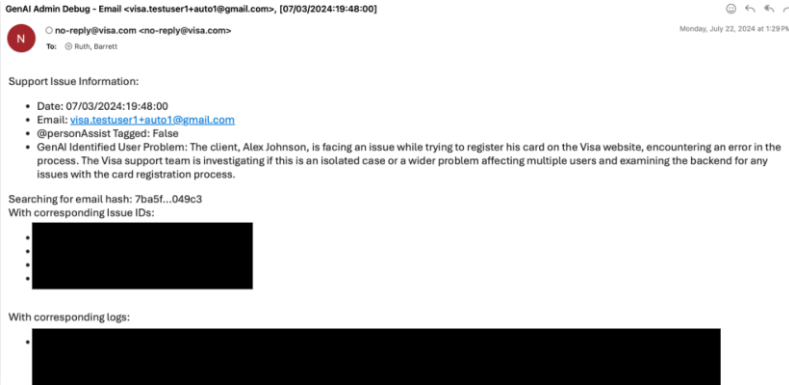 GenAI Admin Debug - Email <visa.testuser1+auto1@gmail.com>, [07/03/2024:19:48:00]
N
no-reply@visa.com <no-reply@visa.com>
Monday, July 22, 2024 at 1:29 PM
To: Ruth, Barrett
Support Issue Information:
• Date: 07/03/2024:19:48:00
• Email: visa.testuser1+auto1@gmail.com
• @personAssist Tagged: False
• GenAI Identified User Problem: The client, Alex Johnson, is facing an issue while trying to register his card on the Visa website, encountering an error in the
process. The Visa support team is investigating if this is an isolated case or a wider problem affecting multiple users and examining the backend for any
issues with the card registration process.
Searching for email hash: 7ba5f...049c3
With corresponding Issue IDs:
With corresponding logs: